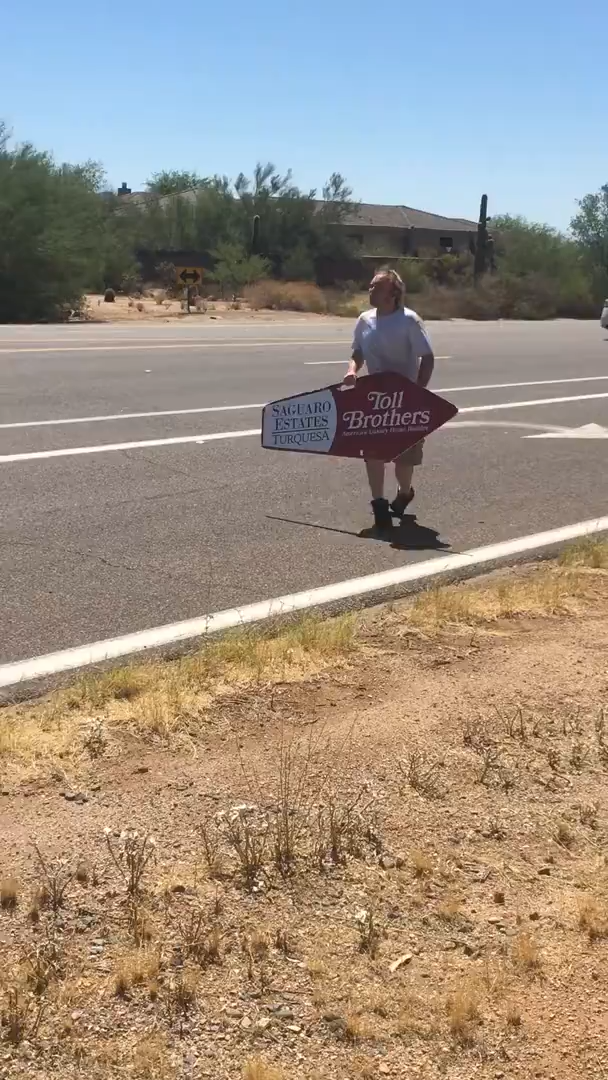 SAGUARO
ESTATES
TURQUESA
Toll
Brothers
America's Luxury Home Builder